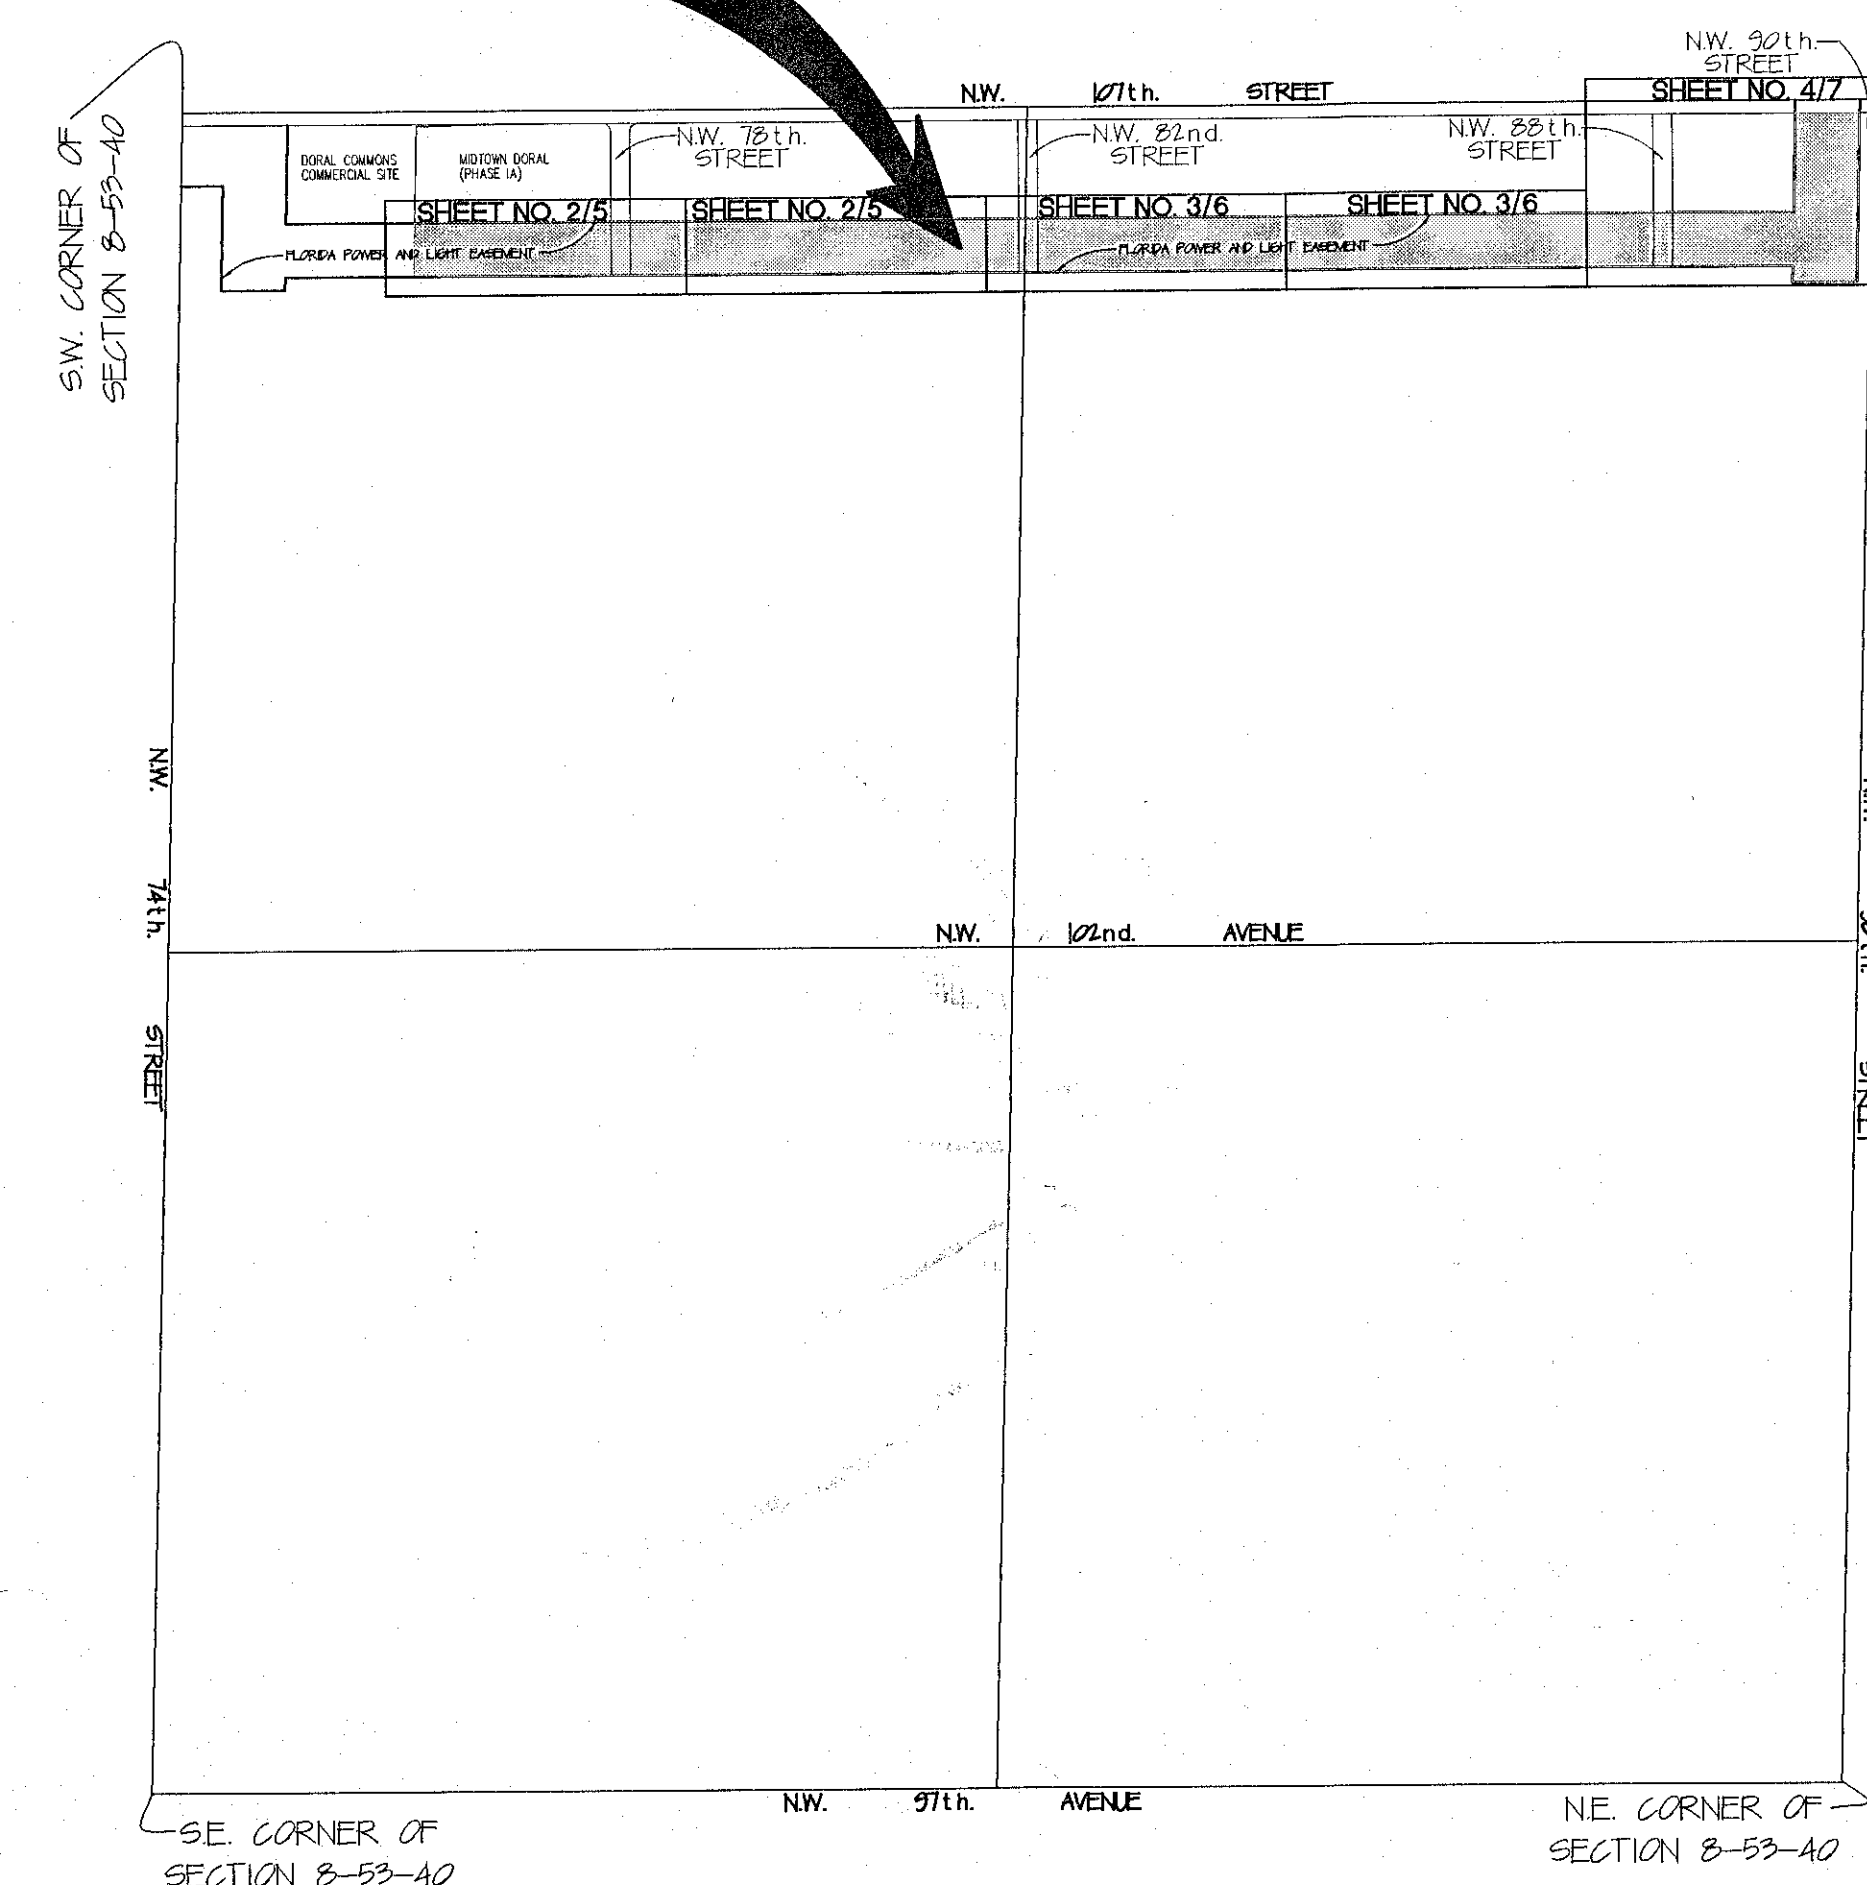 N.W. 90th.
STREET
SHEET NO. 4/7
N.W. 107th. STREET
S.W. CORNER OF
SECTION 8-53-40
DORAL COMMONS
COMMERCIAL SITE
MIDTOWN DORAL
(PHASE 1A)
N.W. 78th.
STREET
N.W. 82nd.
STREET
N.W. 88th.
STREET
SHEET NO. 2/5
SHEET NO. 2/5
SHEET NO. 3/6
SHEET NO. 3/6
FLORIDA POWER AND LIGHT EASEMENT
FLORIDA POWER AND LIGHT EASEMENT
N.W. 74th. STREET
N.W. 102nd. AVENUE
N.W. 97th. AVENUE
S.E. CORNER OF
SECTION 8-53-40
N.E. CORNER OF
SECTION 8-53-40